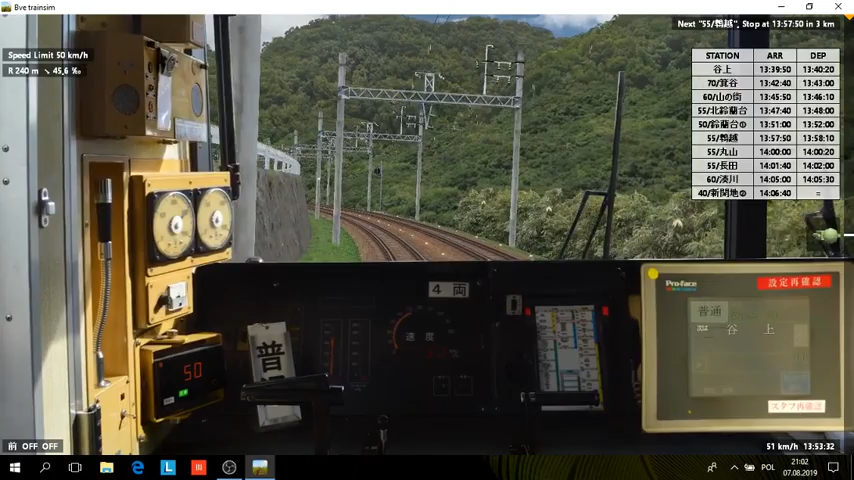 Bve trainsim
Next "55/鵯越", Stop at 13:57:50 in 3 km
Speed Limit 50 km/h
R 240 m ↘ 45,6 ‰
STATION ARR DEP
谷上 13:39:50 13:40:20
70/箕谷 13:42:40 13:43:00
60/山の街 13:45:50 13:46:10
55/北鈴蘭台 13:47:40 13:48:00
50/鈴蘭台① 13:51:00 13:52:00
55/鵯越 13:57:50 13:58:10
55/丸山 14:00:00 14:00:20
55/長田 14:01:40 14:02:00
60/湊川 14:05:00 14:05:30
40/新開地② 14:06:40 =
4 両
Pro-face
設定再確認
普通
谷 上
速度
普
50
スタフ再確認
前 OFF OFF
51 km/h 13:53:32
POL
21:02
07.08.2019